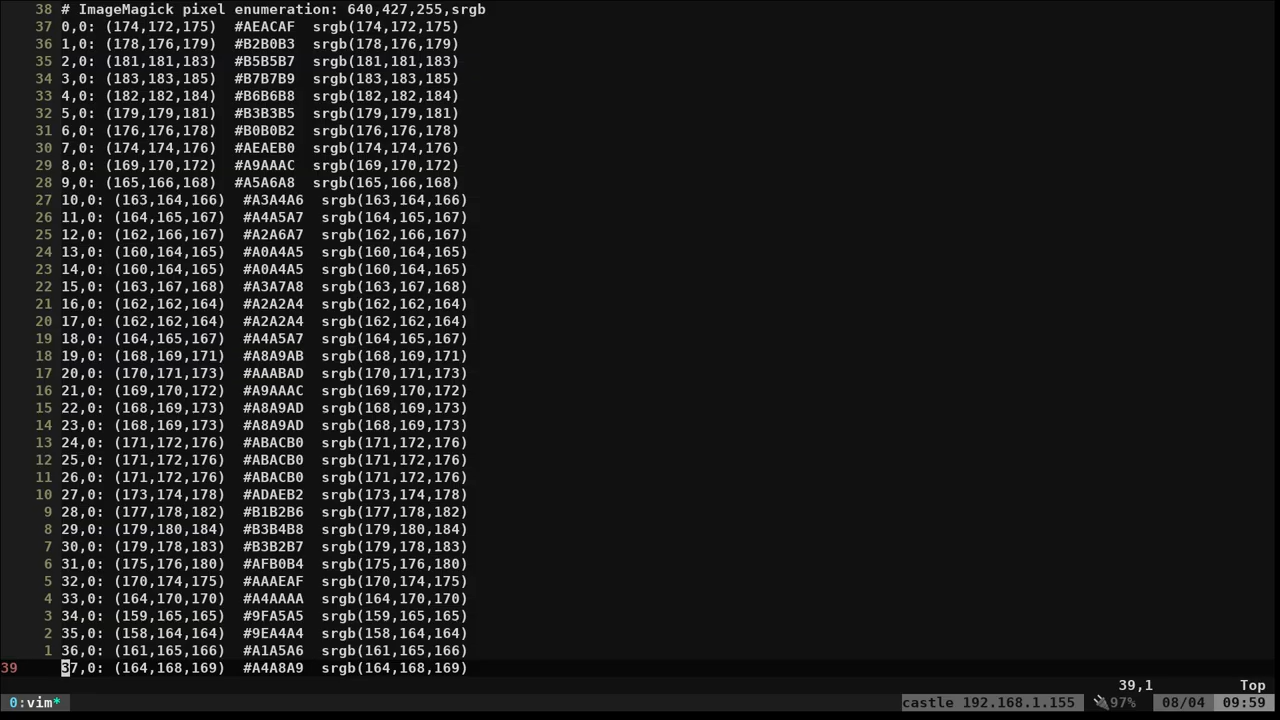 38 # ImageMagick pixel enumeration: 640,427,255,srgb
37 0,0: (174,172,175)  #AEACAF  srgb(174,172,175)
36 1,0: (178,176,179)  #B2B0B3  srgb(178,176,179)
35 2,0: (181,181,183)  #B5B5B7  srgb(181,181,183)
34 3,0: (183,183,185)  #B7B7B9  srgb(183,183,185)
33 4,0: (182,182,184)  #B6B6B8  srgb(182,182,184)
32 5,0: (179,179,181)  #B3B3B5  srgb(179,179,181)
31 6,0: (176,176,178)  #B0B0B2  srgb(176,176,178)
30 7,0: (174,174,176)  #AEAEB0  srgb(174,174,176)
29 8,0: (169,170,172)  #A9AAAC  srgb(169,170,172)
28 9,0: (165,166,168)  #A5A6A8  srgb(165,166,168)
27 10,0: (163,164,166)  #A3A4A6  srgb(163,164,166)
26 11,0: (164,165,167)  #A4A5A7  srgb(164,165,167)
25 12,0: (162,166,167)  #A2A6A7  srgb(162,166,167)
24 13,0: (160,164,165)  #A0A4A5  srgb(160,164,165)
23 14,0: (160,164,165)  #A0A4A5  srgb(160,164,165)
22 15,0: (163,167,168)  #A3A7A8  srgb(163,167,168)
21 16,0: (162,162,164)  #A2A2A4  srgb(162,162,164)
20 17,0: (162,162,164)  #A2A2A4  srgb(162,162,164)
19 18,0: (164,165,167)  #A4A5A7  srgb(164,165,167)
18 19,0: (168,169,171)  #A8A9AB  srgb(168,169,171)
17 20,0: (170,171,173)  #AAABAD  srgb(170,171,173)
16 21,0: (169,170,172)  #A9AAAC  srgb(169,170,172)
15 22,0: (168,169,173)  #A8A9AD  srgb(168,169,173)
14 23,0: (168,169,173)  #A8A9AD  srgb(168,169,173)
13 24,0: (171,172,176)  #ABACB0  srgb(171,172,176)
12 25,0: (171,172,176)  #ABACB0  srgb(171,172,176)
11 26,0: (171,172,176)  #ABACB0  srgb(171,172,176)
10 27,0: (173,174,178)  #ADAEB2  srgb(173,174,178)
9 28,0: (177,178,182)  #B1B2B6  srgb(177,178,182)
8 29,0: (179,180,184)  #B3B4B8  srgb(179,180,184)
7 30,0: (179,178,183)  #B3B2B7  srgb(179,178,183)
6 31,0: (175,176,180)  #AFB0B4  srgb(175,176,180)
5 32,0: (170,174,175)  #AAAEAF  srgb(170,174,175)
4 33,0: (164,170,170)  #A4AAAA  srgb(164,170,170)
3 34,0: (159,165,165)  #9FA5A5  srgb(159,165,165)
2 35,0: (158,164,164)  #9EA4A4  srgb(158,164,164)
1 36,0: (161,165,166)  #A1A5A6  srgb(161,165,166)
39 37,0: (164,168,169)  #A4A8A9  srgb(164,168,169)
39,1 Top
0:vim* castle 192.168.1.155 97% 08/04 09:59